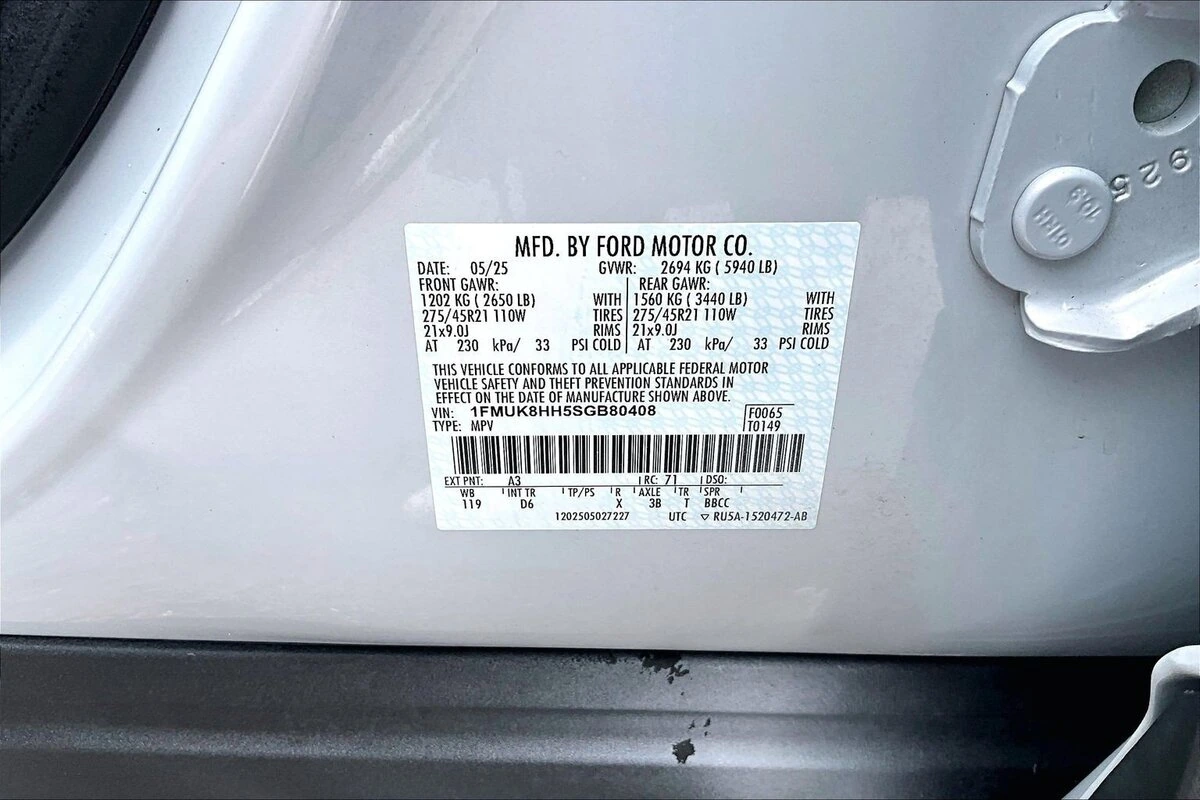 MFD. BY FORD MOTOR CO.
DATE: 05/25 GVWR: 2694 KG ( 5940 LB)
FRONT GAWR: REAR GAWR:
1202 KG ( 2650 LB) WITH 1560 KG ( 3440 LB) WITH
275/45R21 110W TIRES 275/45R21 110W TIRES
21x9.0J RIMS 21x9.0J RIMS
AT 230 kPa/ 33 PSI COLD AT 230 kPa/ 33 PSI COLD
THIS VEHICLE CONFORMS TO ALL APPLICABLE FEDERAL MOTOR
VEHICLE SAFETY AND THEFT PREVENTION STANDARDS IN
EFFECT ON THE DATE OF MANUFACTURE SHOWN ABOVE.
VIN: 1FMUK8HH5SGB80408 F0065
TYPE: MPV T0149
EXT PNT: A3 RC: 71 DSO:
WB INT TR TP/PS R AXLE TR SPR
119 D6 X 3B T BBCC
1202505027227 UTC ▽ RU5A-1520472-AB
925
10.9